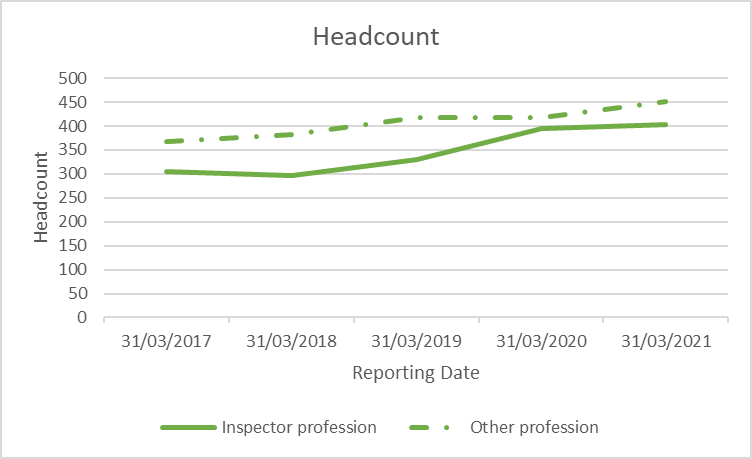 Headcount
500
450
400
350
300
250
200
150
100
50
0
Headcount
31/03/2017 31/03/2018 31/03/2019 31/03/2020 31/03/2021
Reporting Date
Inspector profession Other profession